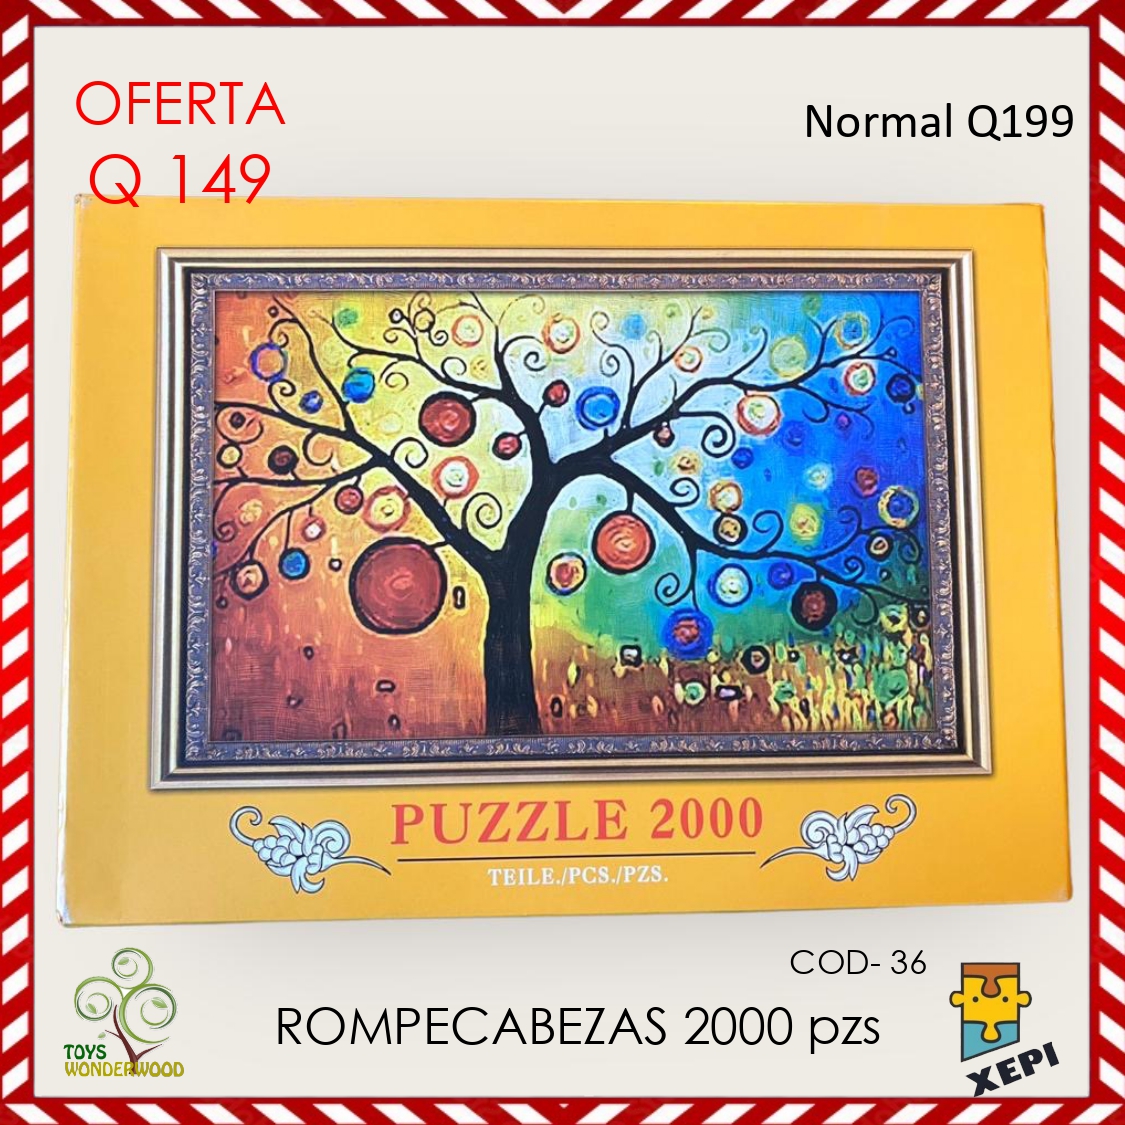 OFERTA
Q 149
Normal Q199
PUZZLE 2000
TEILE./PCS./PZS.
COD- 36
ROMPECABEZAS 2000 pzs
TOYS
WONDERWOOD
XEPI